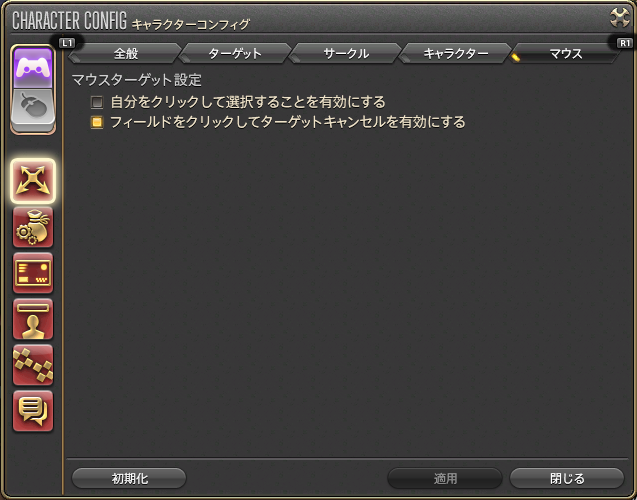 CHARACTER CONFIG キャラクターコンフィグ
L1 全般 ターゲット サークル キャラクター マウス R1
マウスターゲット設定
自分をクリックして選択することを有効にする
フィールドをクリックしてターゲットキャンセルを有効にする
初期化 適用 閉じる